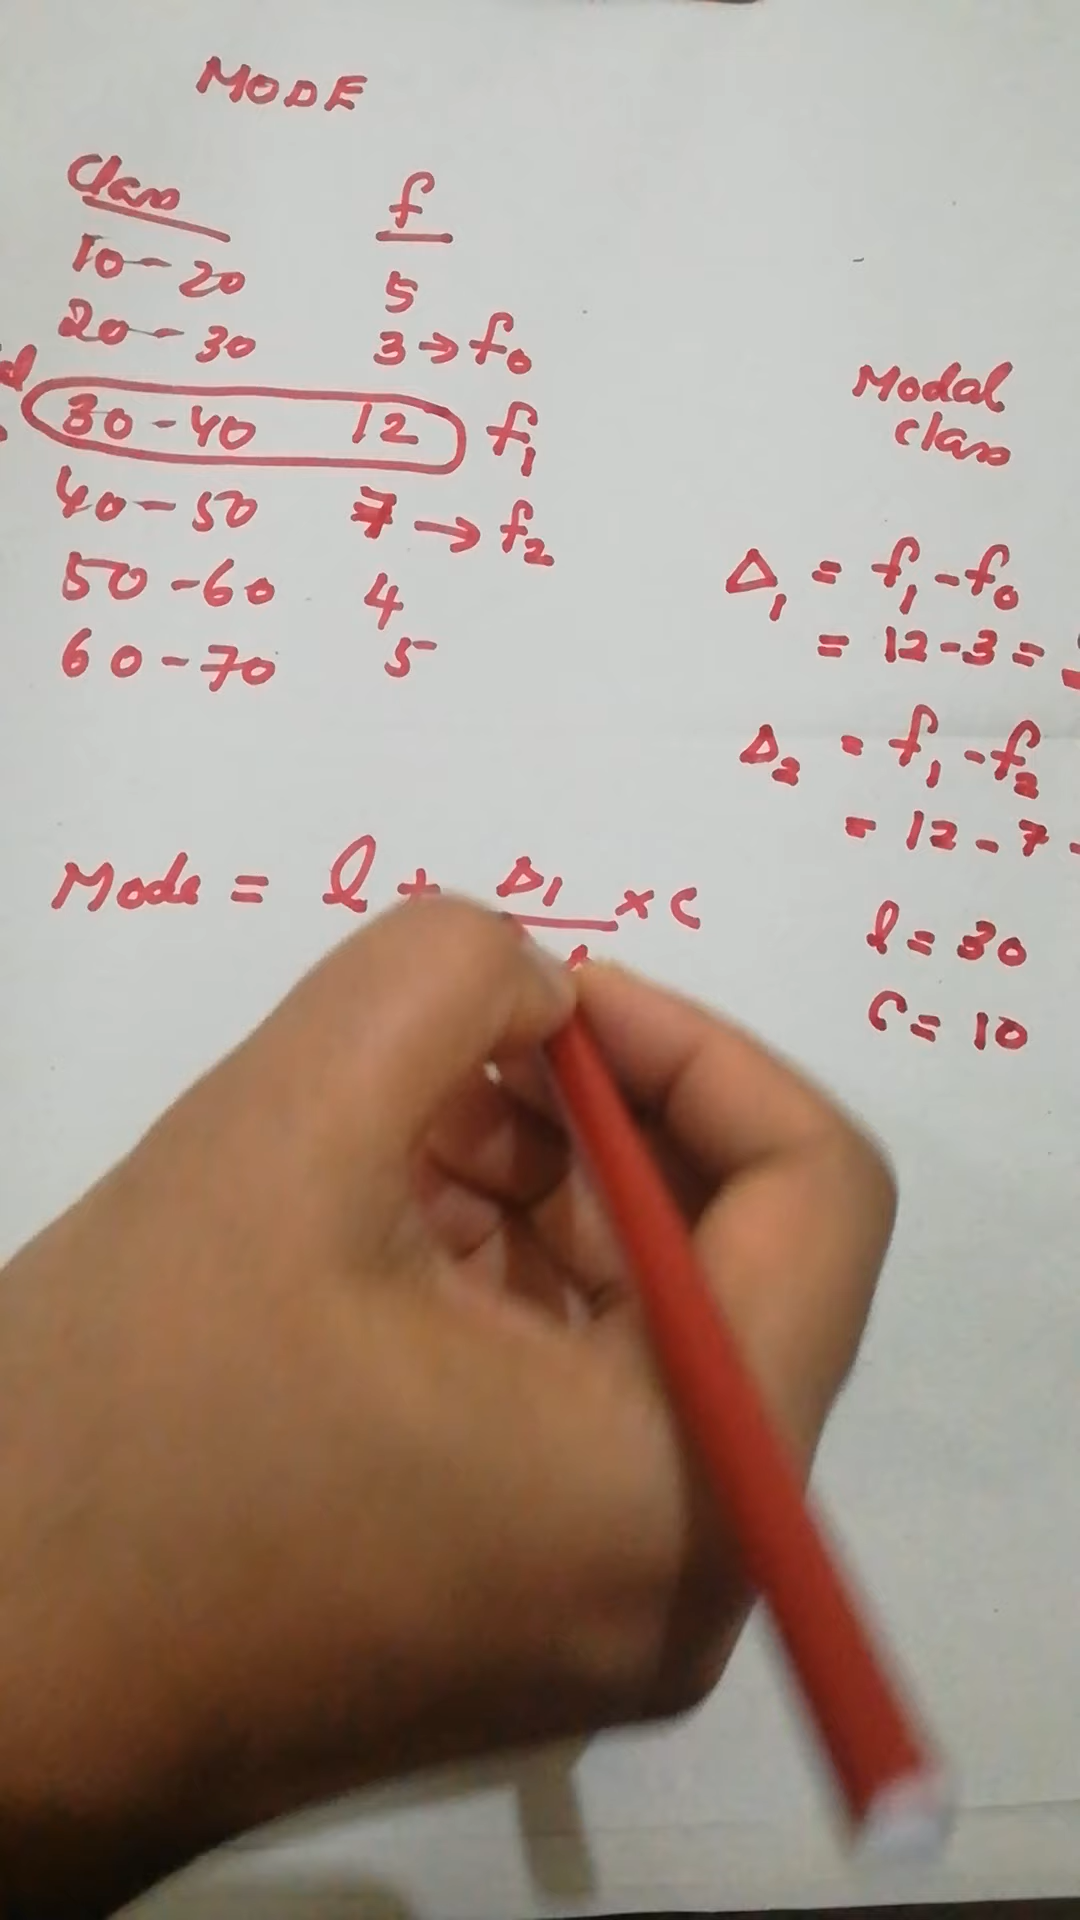 MODE
Class f
10-20 5
20-30 3→f₀
30-40 12 f₁
40-50 7→f₂
50-60 4
60-70 5
Modal
class
Δ₁ = f₁-f₀
= 12-3=
Δ₂ = f₁-f₂
= 12-7
l=30
C=10
Mode = l + Δ₁ × C